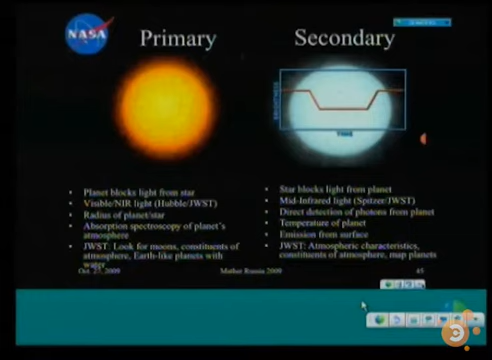 NASA
Primary
Secondary
BRIGHTNESS
TIME
Planet blocks light from star
Visible/NIR light (Hubble/JWST)
Radius of planet/star
Absorption spectroscopy of planet's
atmosphere
JWST: Look for moons, constituents of
atmosphere, Earth-like planets with
water
Star blocks light from planet
Mid-Infrared light (Spitzer/JWST)
Direct detection of photons from planet
Temperature of planet
Emission from surface
JWST: Atmospheric characteristics,
constituents of atmosphere, map planets
Oct. 27, 2009
Mather Russia 2009
45